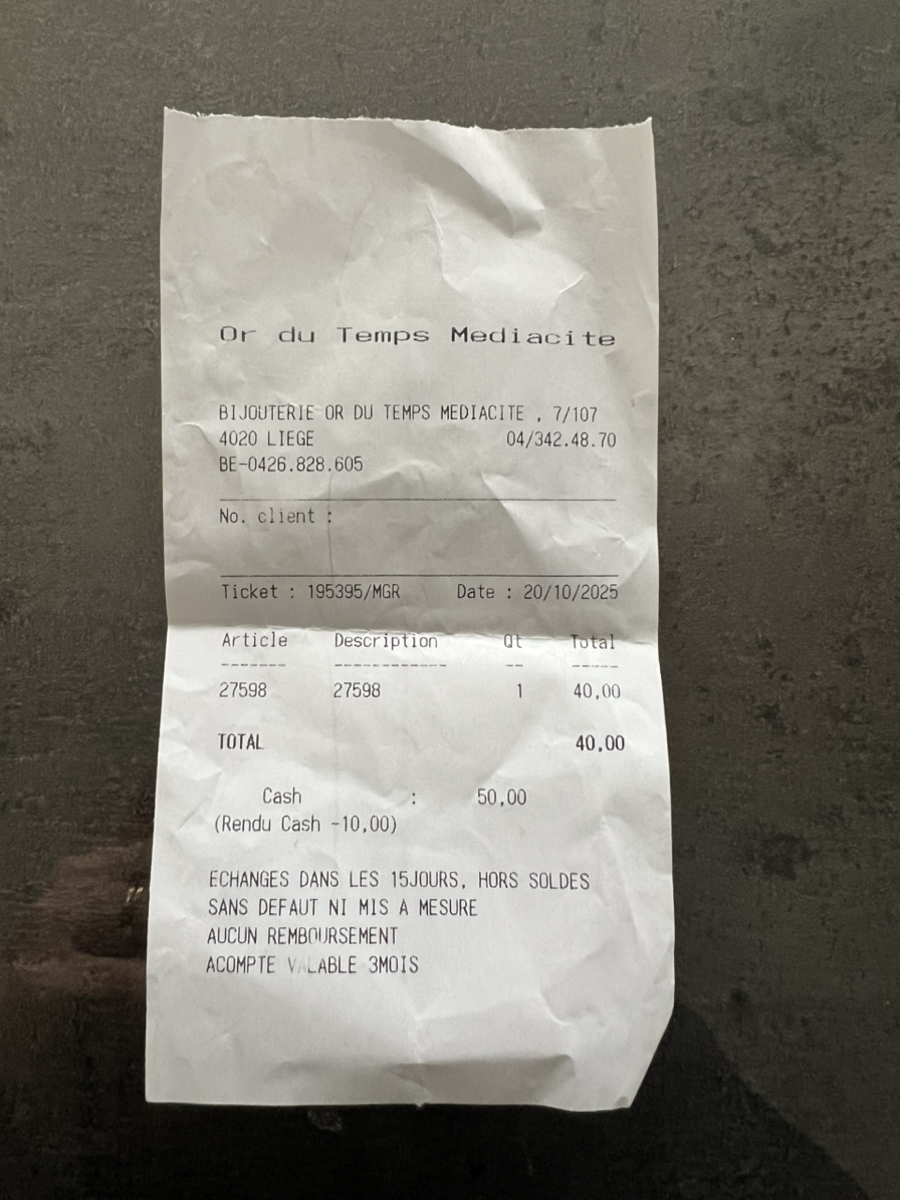 Or du Temps Mediacite
BIJOUTERIE OR DU TEMPS MEDIACITE , 7/107
4020 LIEGE 04/342.48.70
BE-0426.828.605
No. client :
Ticket : 195395/MGR Date : 20/10/2025
Article Description Qt Total
------- ------------ -- -----
27598 27598 1 40,00
TOTAL 40,00
Cash : 50,00
(Rendu Cash -10,00)
ECHANGES DANS LES 15JOURS, HORS SOLDES
SANS DEFAUT NI MIS A MESURE
AUCUN REMBOURSEMENT
ACOMPTE VALABLE 3MOIS